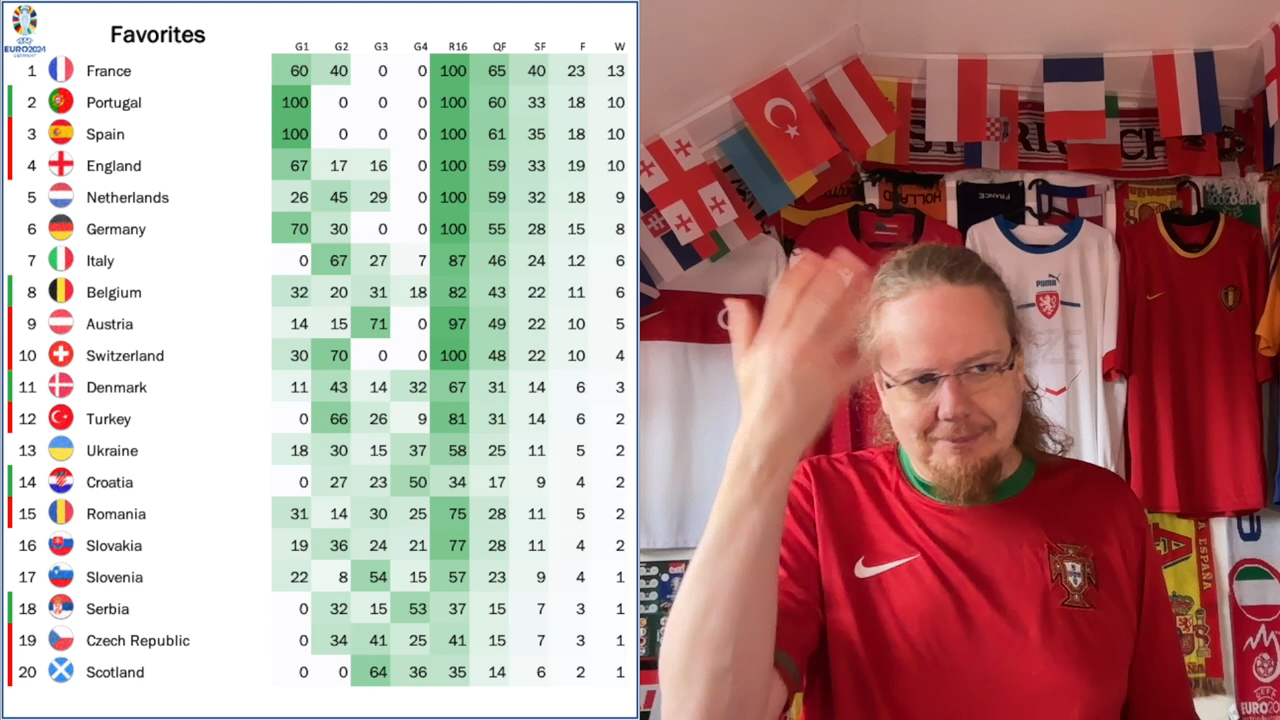 EURO2024
GERMANY
Favorites
G1 G2 G3 G4 R16 QF SF F W
1 France 60 40 0 0 100 65 40 23 13
2 Portugal 100 0 0 0 100 60 33 18 10
3 Spain 100 0 0 0 100 61 35 18 10
4 England 67 17 16 0 100 59 33 19 10
5 Netherlands 26 45 29 0 100 59 32 18 9
6 Germany 70 30 0 0 100 55 28 15 8
7 Italy 0 67 27 7 87 46 24 12 6
8 Belgium 32 20 31 18 82 43 22 11 6
9 Austria 14 15 71 0 97 49 22 10 5
10 Switzerland 30 70 0 0 100 48 22 10 4
11 Denmark 11 43 14 32 67 31 14 6 3
12 Turkey 0 66 26 9 81 31 14 6 2
13 Ukraine 18 30 15 37 58 25 11 5 2
14 Croatia 0 27 23 50 34 17 9 4 2
15 Romania 31 14 30 25 75 28 11 5 2
16 Slovakia 19 36 24 21 77 28 11 4 2
17 Slovenia 22 8 54 15 57 23 9 4 1
18 Serbia 0 32 15 53 37 15 7 3 1
19 Czech Republic 0 34 41 25 41 15 7 3 1
20 Scotland 0 0 64 36 35 14 6 2 1
HOLLAND
FRANCE
PUMA
ESPAÑA
UEFA
EURO20